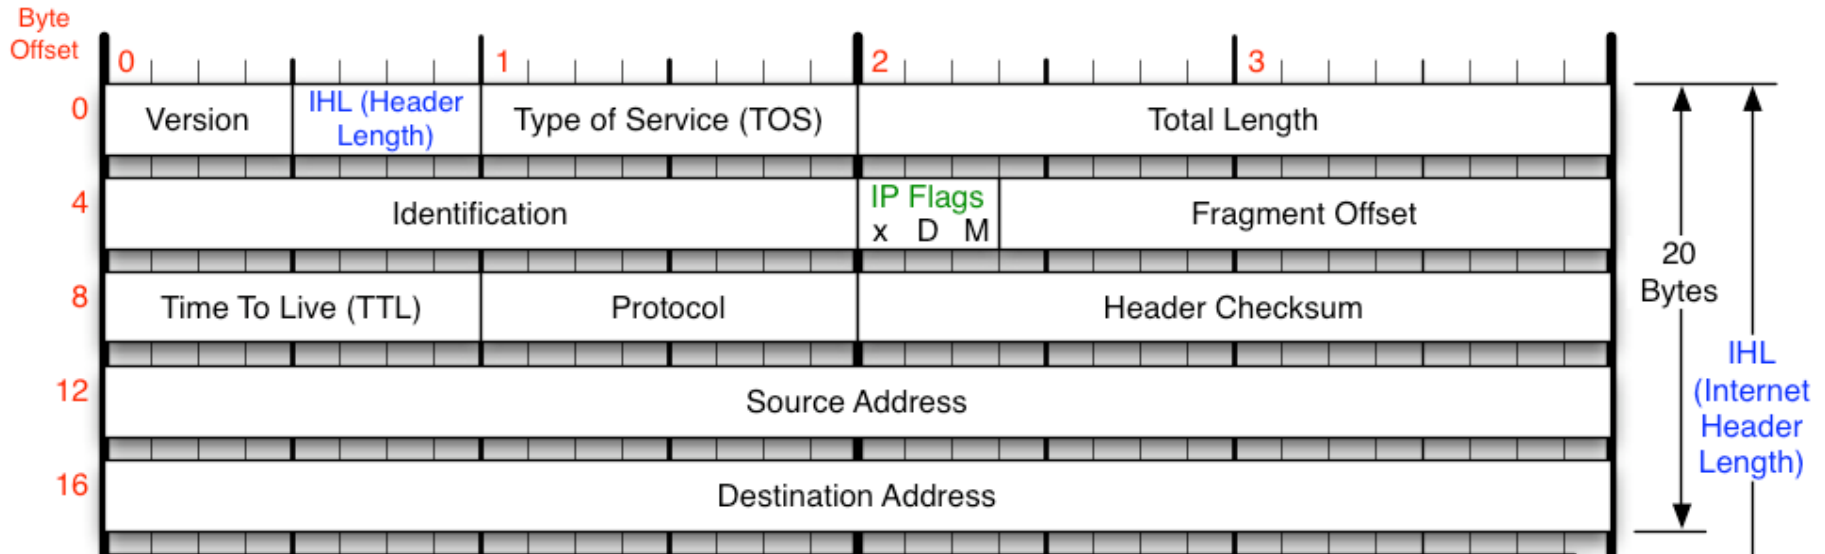 Byte
Offset
0 1 2 3
0
Version
IHL (Header
Length)
Type of Service (TOS)
Total Length
4
Identification
IP Flags
x D M
Fragment Offset
8
Time To Live (TTL)
Protocol
Header Checksum
12
Source Address
16
Destination Address
20
Bytes
IHL
(Internet
Header
Length)